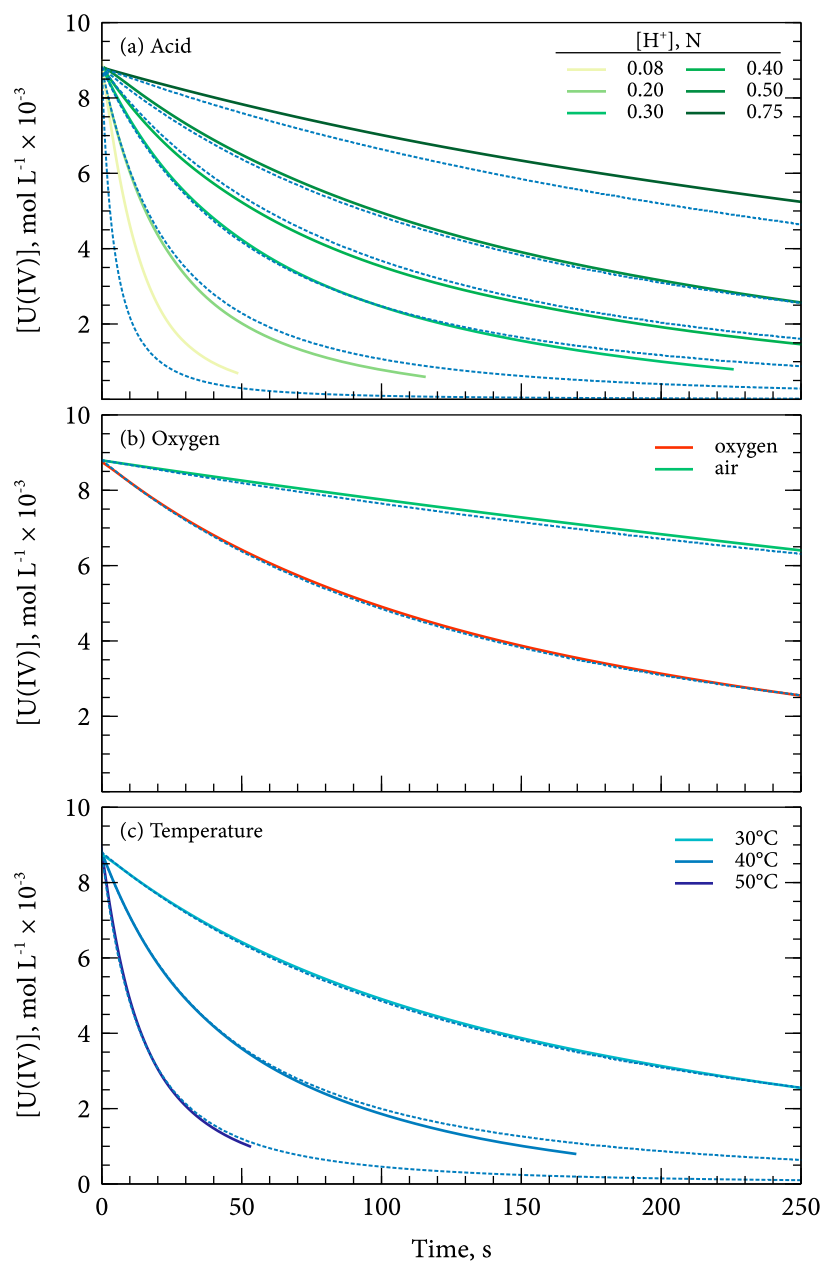 10
(a) Acid
[H⁺], N
0.08 0.40
0.20 0.50
0.30 0.75
8
6
4
2
[U(IV)], mol L⁻¹ × 10⁻³
10
(b) Oxygen
oxygen
air
8
6
4
2
[U(IV)], mol L⁻¹ × 10⁻³
10
(c) Temperature
30°C
40°C
50°C
8
6
4
2
0
[U(IV)], mol L⁻¹ × 10⁻³
0 50 100 150 200 250
Time, s